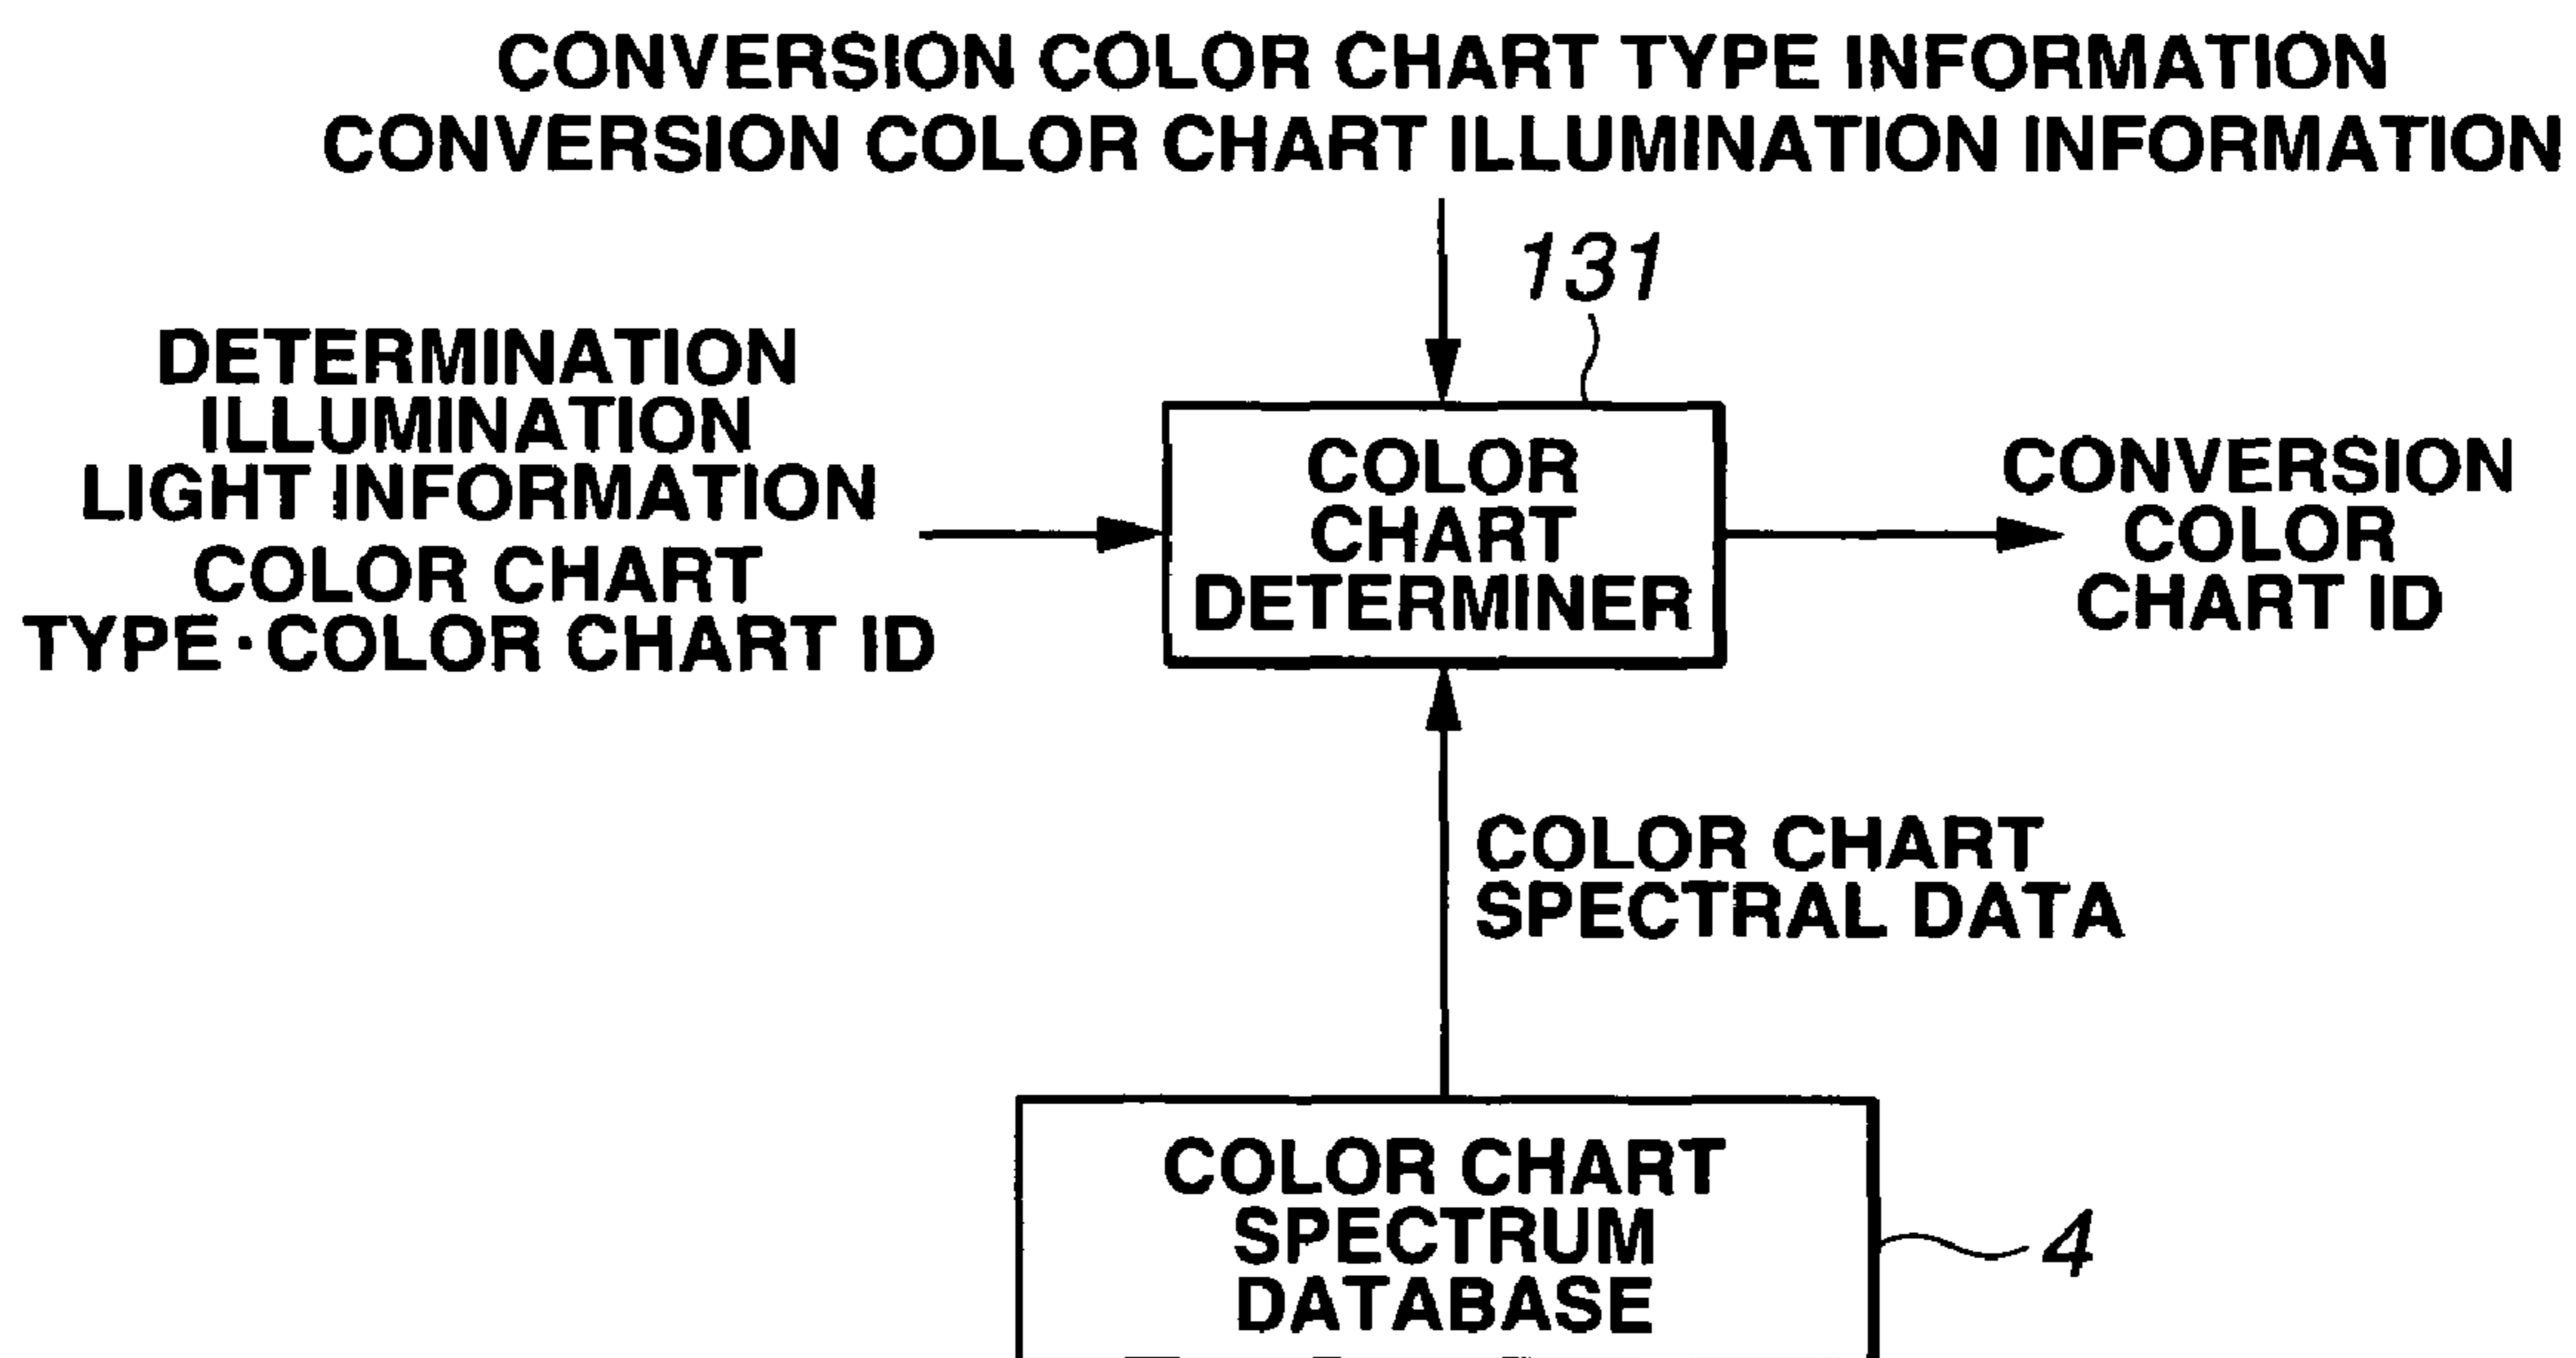 CONVERSION COLOR CHART TYPE INFORMATION
CONVERSION COLOR CHART ILLUMINATION INFORMATION
131
DETERMINATION
ILLUMINATION
LIGHT INFORMATION
COLOR CHART
TYPE·COLOR CHART ID
COLOR
CHART
DETERMINER
CONVERSION
COLOR
CHART ID
COLOR CHART
SPECTRAL DATA
COLOR CHART
SPECTRUM
DATABASE
4